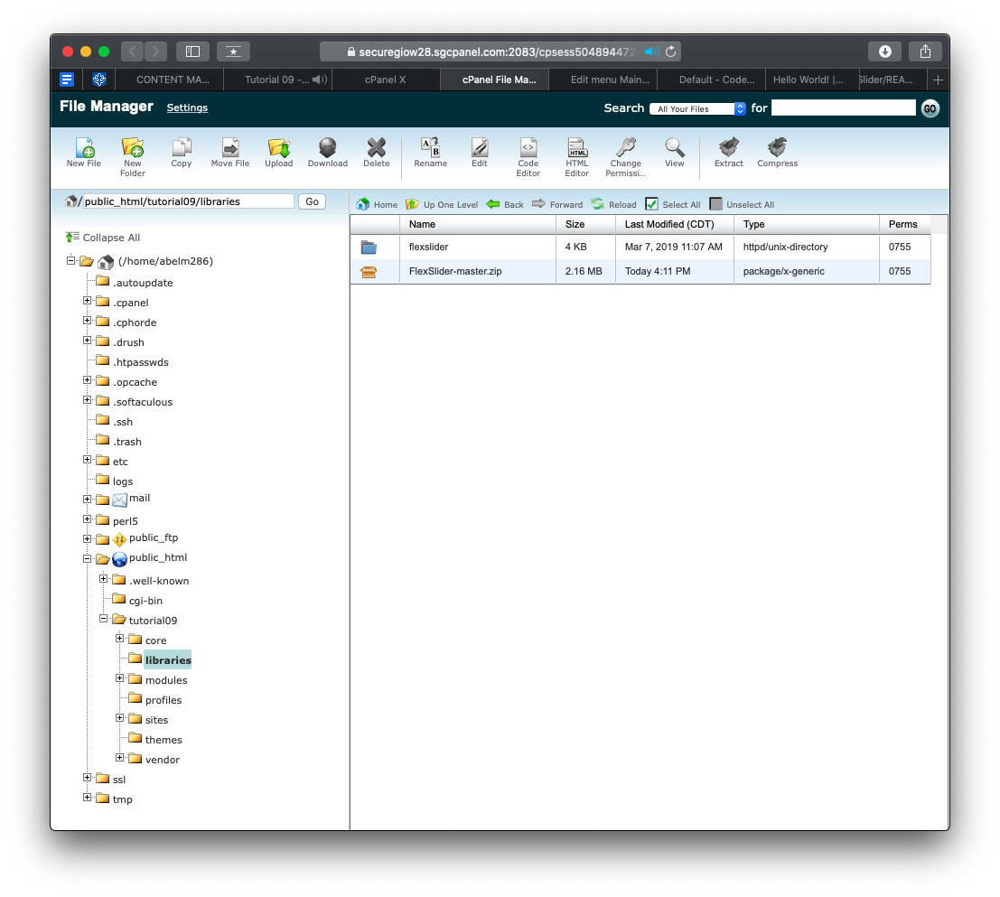 securegiow28.sgcpanel.com:2083/cpsess504894472
CONTENT MA... Tutorial 09 -... cPanel X cPanel File Ma... Edit menu Main... Default - Code... Hello World! |... Slider/REA...
File Manager Settings Search All Your Files for GO
New File New Folder Copy Move File Upload Download Delete Rename Edit Code Editor HTML Editor Change Permissi... View Extract Compress
/ public_html/tutorial09/libraries Go
Home Up One Level Back Forward Reload Select All Unselect All
Name Size Last Modified (CDT) Type Perms
flexslider 4 KB Mar 7, 2019 11:07 AM httpd/unix-directory 0755
FlexSlider-master.zip 2.16 MB Today 4:11 PM package/x-generic 0755
Collapse All
(/home/abelm286)
.autoupdate
.cpanel
.cphorde
.drush
.htpasswds
.opcache
.softaculous
.ssh
.trash
etc
logs
mail
perl5
public_ftp
public_html
.well-known
cgi-bin
tutorial09
core
libraries
modules
profiles
sites
themes
vendor
ssl
tmp